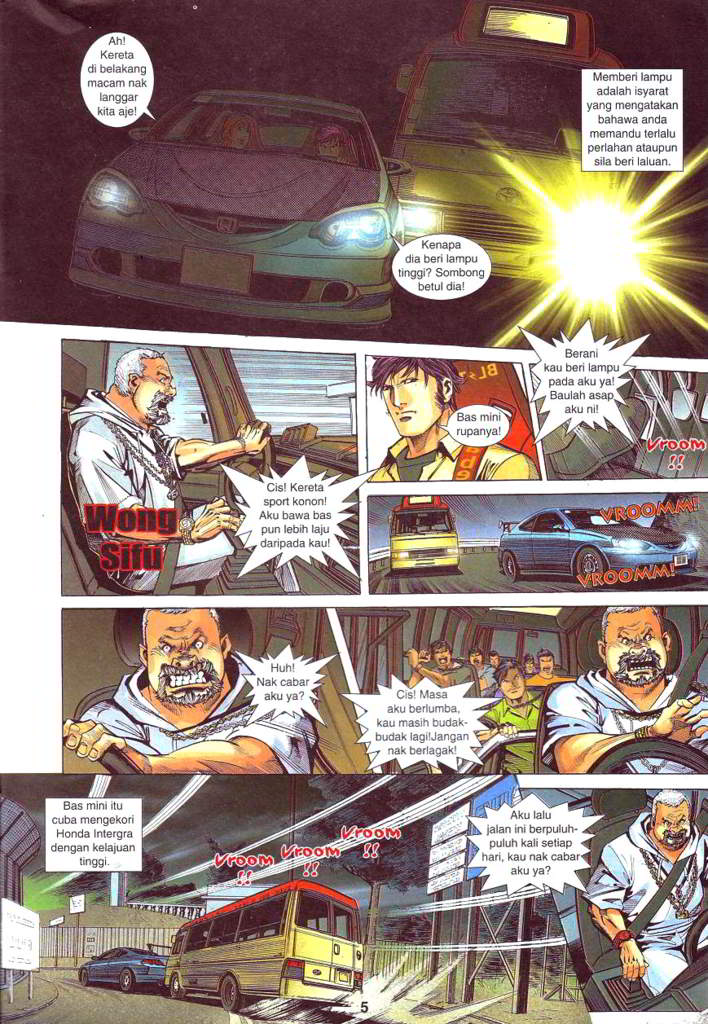 Ah!
Kereta
di belakang
macam nak
langgar
kita aje!
Memberi lampu
adalah isyarat
yang mengatakan
bahawa anda
memandu terlalu
perlahan ataupun
sila beri laluan.
Kenapa
dia beri lampu
tinggi? Sombong
betul dia!
Cis! Kereta
sport konon!
Aku bawa bas
pun lebih laju
daripada kau!
Wong
Sifu
Bas mini
rupanya!
Berani
kau beri lampu
pada aku ya!
Baulah asap
aku ni!
Vroom
!!
VROOMM!
VROOMM!
Huh!
Nak cabar
aku ya?
Cis! Masa
aku berlumba,
kau masih budak-
budak lagi!Jangan
nak berlagak!
Bas mini itu
cuba mengekori
Honda Intergra
dengan kelajuan
tinggi.
Vroom
!!
Vroom
!!
Vroom
!!
Aku lalu
jalan ini berpuluh-
puluh kali setiap
hari, kau nak cabar
aku ya?
5